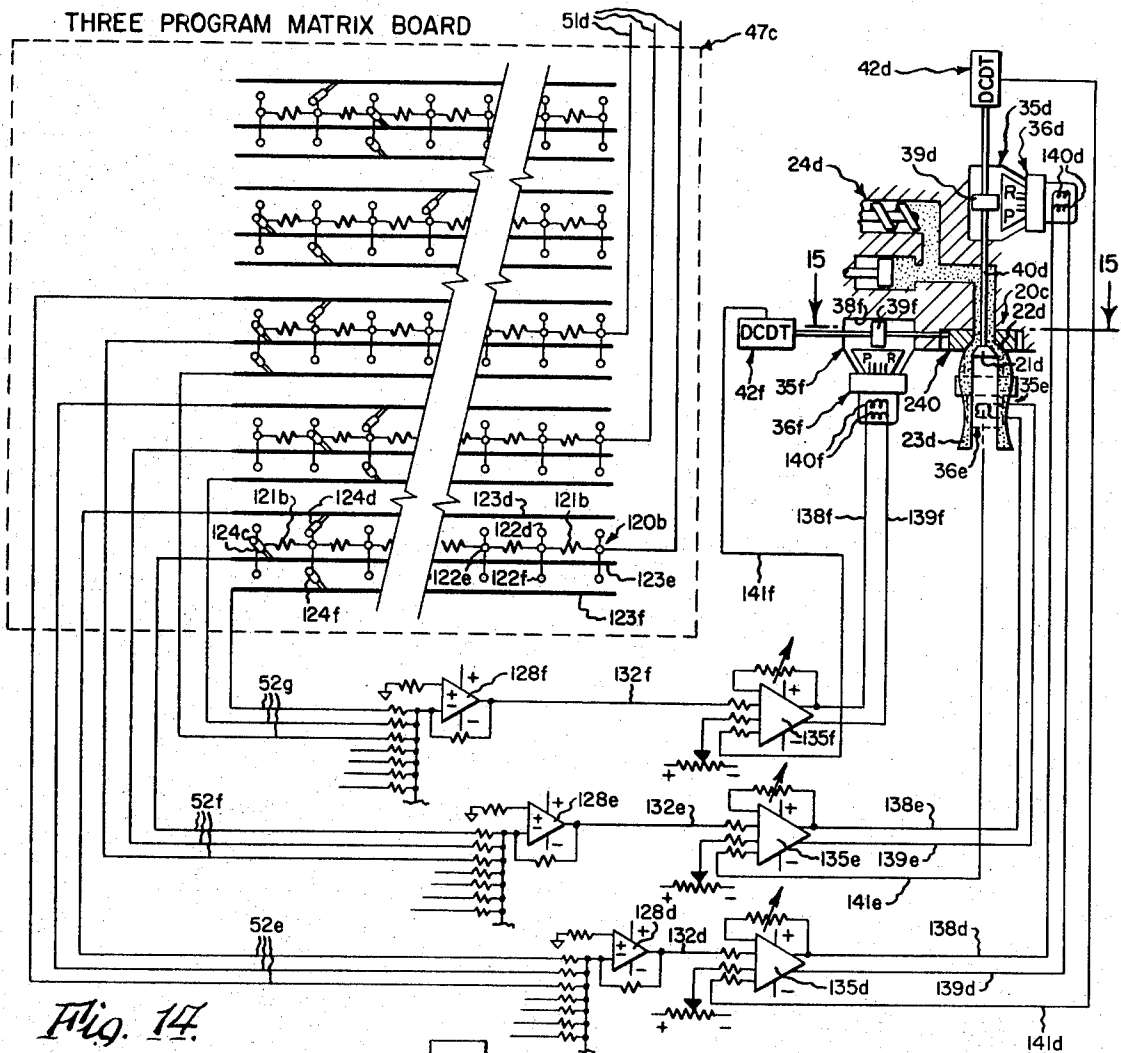 THREE PROGRAM MATRIX BOARD
51d
47c
42d
DCDT
35d
36d
39d
140d
R
P
24d
15
40d
15
20c
22d
38f
39f
DCDT
42f
P
R
35f
36f
240
21d
35e
23d
36e
140f
138f
139f
141f
121b
124d
123d
122d
121b
120b
124c
122e
122f
123e
124f
123f
52g
+
+
-
-
128f
132f
+
-
135f
+
-
52f
+
+
-
-
128e
132e
+
-
135e
+
-
138e
139e
141e
52e
+
+
-
-
128d
132d
+
-
135d
+
-
138d
139d
141d
Fig. 14.